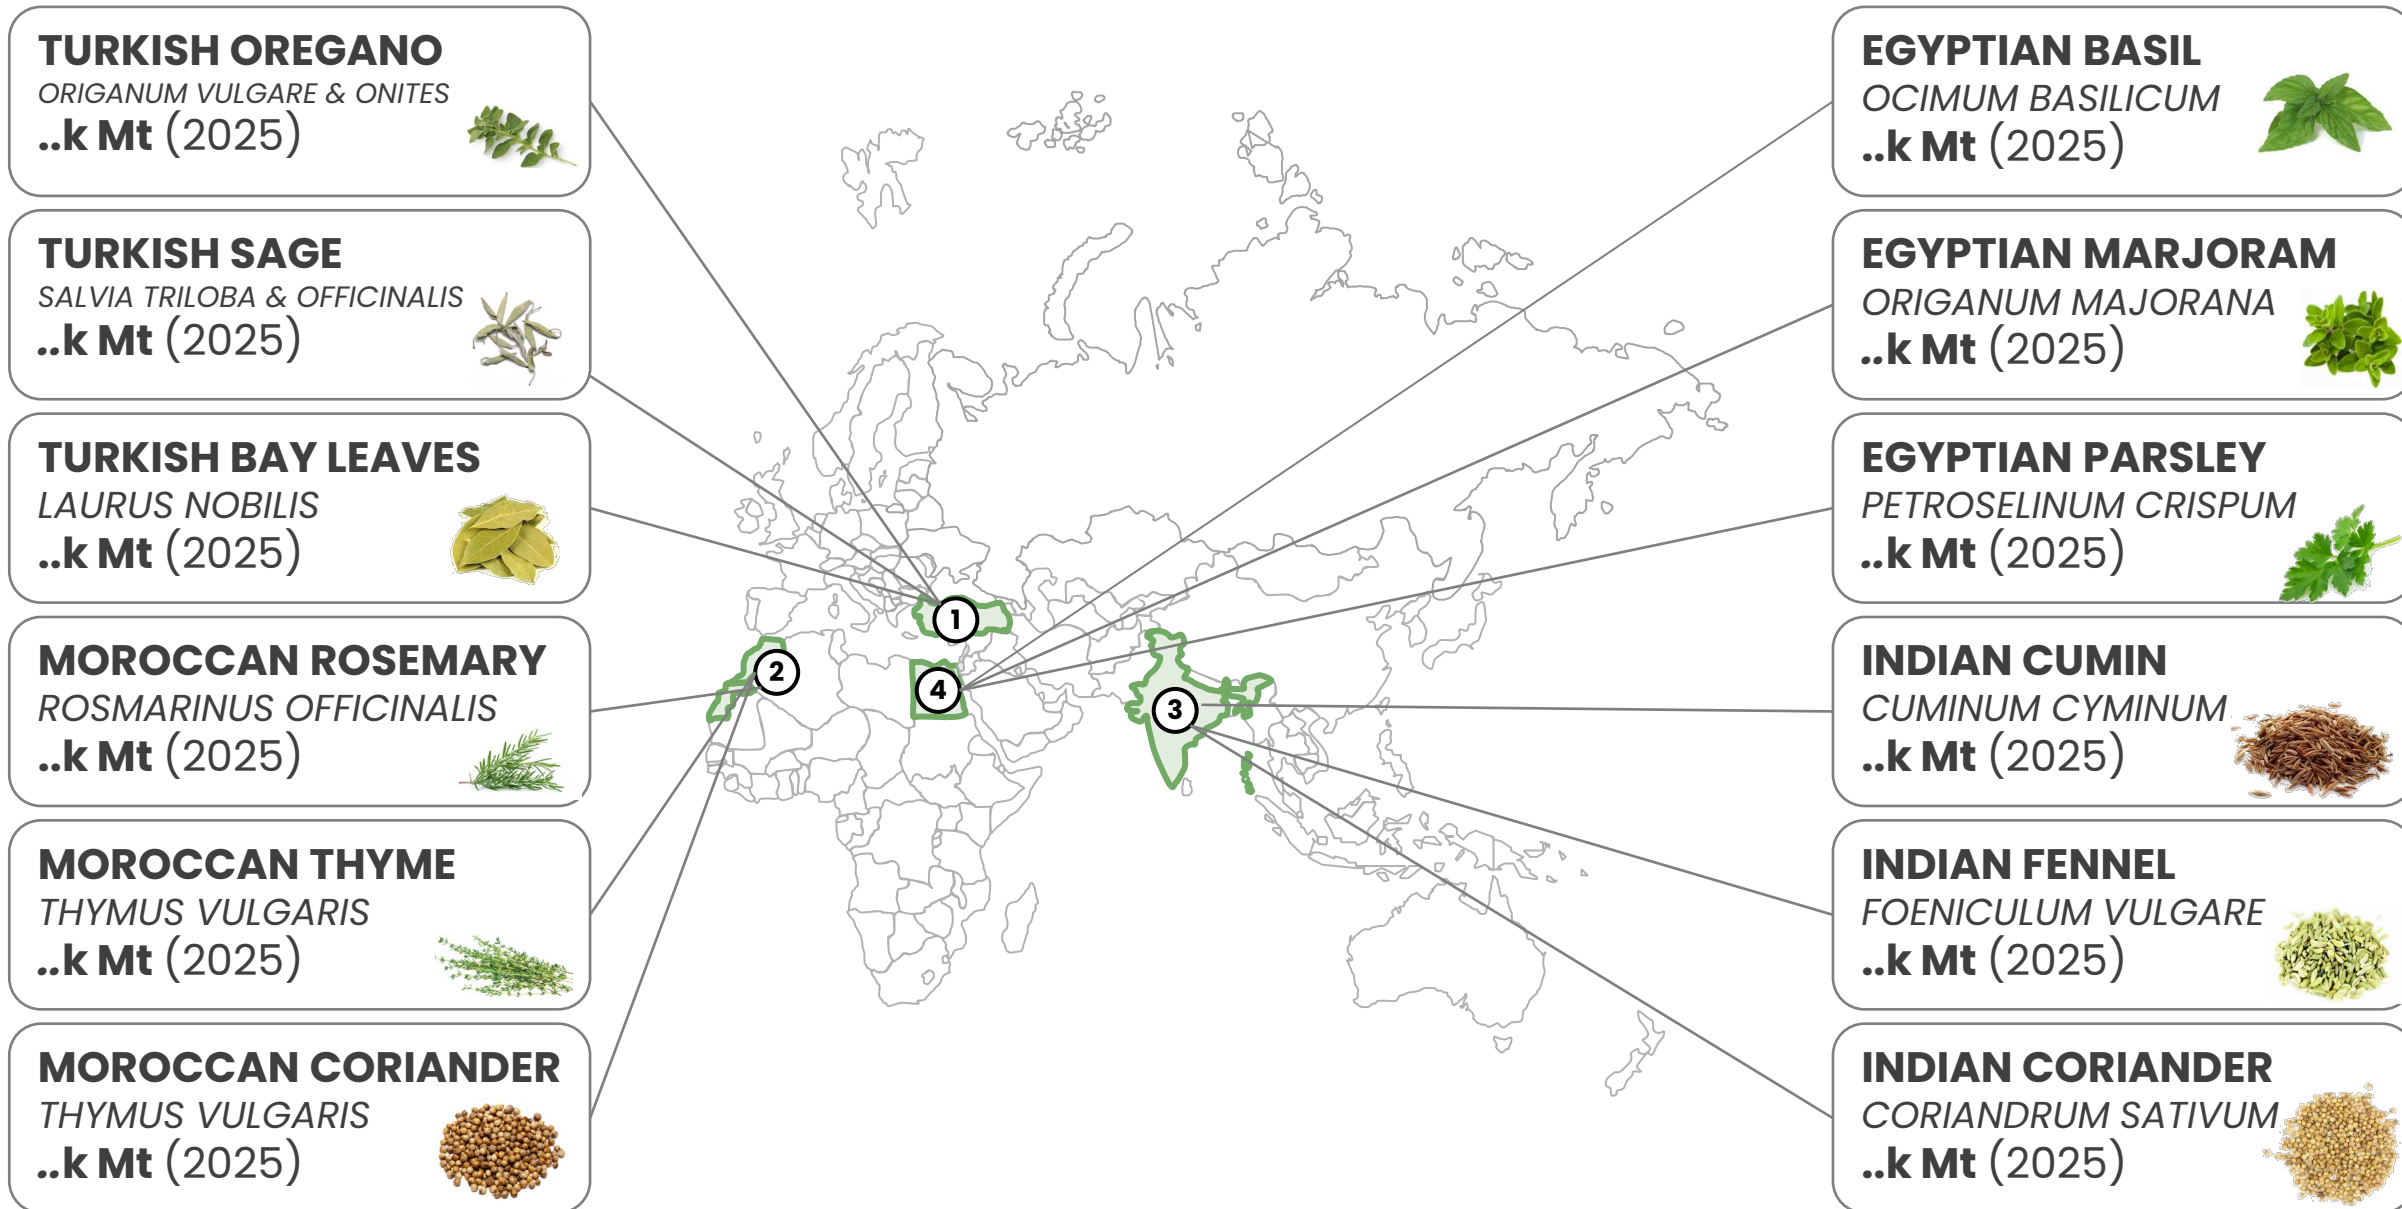 TURKISH OREGANO
ORIGANUM VULGARE & ONITES
..k Mt (2025)
TURKISH SAGE
SALVIA TRILOBA & OFFICINALIS
..k Mt (2025)
TURKISH BAY LEAVES
LAURUS NOBILIS
..k Mt (2025)
MOROCCAN ROSEMARY
ROSMARINUS OFFICINALIS
..k Mt (2025)
MOROCCAN THYME
THYMUS VULGARIS
..k Mt (2025)
MOROCCAN CORIANDER
THYMUS VULGARIS
..k Mt (2025)
1
2
4
3
EGYPTIAN BASIL
OCIMUM BASILICUM
..k Mt (2025)
EGYPTIAN MARJORAM
ORIGANUM MAJORANA
..k Mt (2025)
EGYPTIAN PARSLEY
PETROSELINUM CRISPUM
..k Mt (2025)
INDIAN CUMIN
CUMINUM CYMINUM
..k Mt (2025)
INDIAN FENNEL
FOENICULUM VULGARE
..k Mt (2025)
INDIAN CORIANDER
CORIANDRUM SATIVUM
..k Mt (2025)